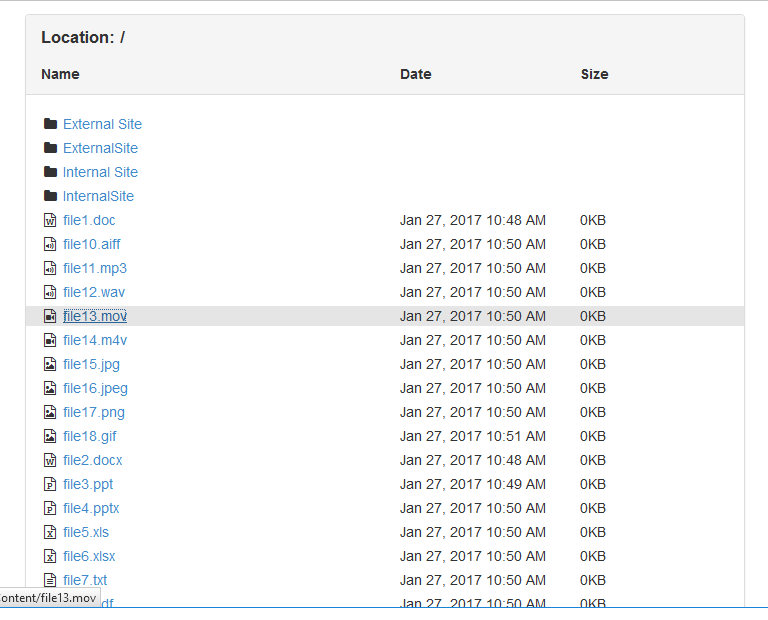 Location: /
Name Date Size
External Site
ExternalSite
Internal Site
InternalSite
file1.doc Jan 27, 2017 10:48 AM 0KB
file10.aiff Jan 27, 2017 10:50 AM 0KB
file11.mp3 Jan 27, 2017 10:50 AM 0KB
file12.wav Jan 27, 2017 10:50 AM 0KB
file13.mov Jan 27, 2017 10:50 AM 0KB
file14.m4v Jan 27, 2017 10:50 AM 0KB
file15.jpg Jan 27, 2017 10:50 AM 0KB
file16.jpeg Jan 27, 2017 10:50 AM 0KB
file17.png Jan 27, 2017 10:50 AM 0KB
file18.gif Jan 27, 2017 10:51 AM 0KB
file2.docx Jan 27, 2017 10:48 AM 0KB
file3.ppt Jan 27, 2017 10:49 AM 0KB
file4.pptx Jan 27, 2017 10:50 AM 0KB
file5.xls Jan 27, 2017 10:50 AM 0KB
file6.xlsx Jan 27, 2017 10:50 AM 0KB
file7.txt Jan 27, 2017 10:50 AM 0KB
ontent/file13.mov df Jan 27, 2017 10:50 AM 0KB